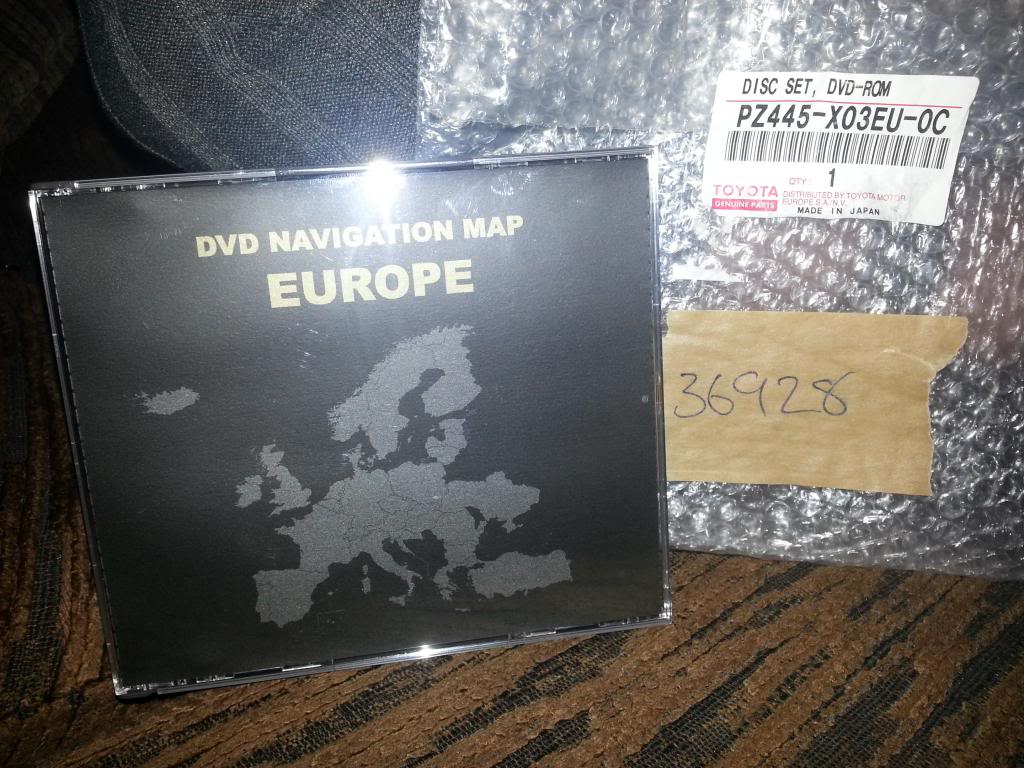 DVD NAVIGATION MAP
EUROPE
DISC SET, DVD-ROM
PZ445-X03EU-0C
QTY: 1
TOYOTA
GENUINE PARTS
DISTRIBUTED BY TOYOTA MOTOR
EUROPE S.A/N.V.
MADE IN JAPAN
369286